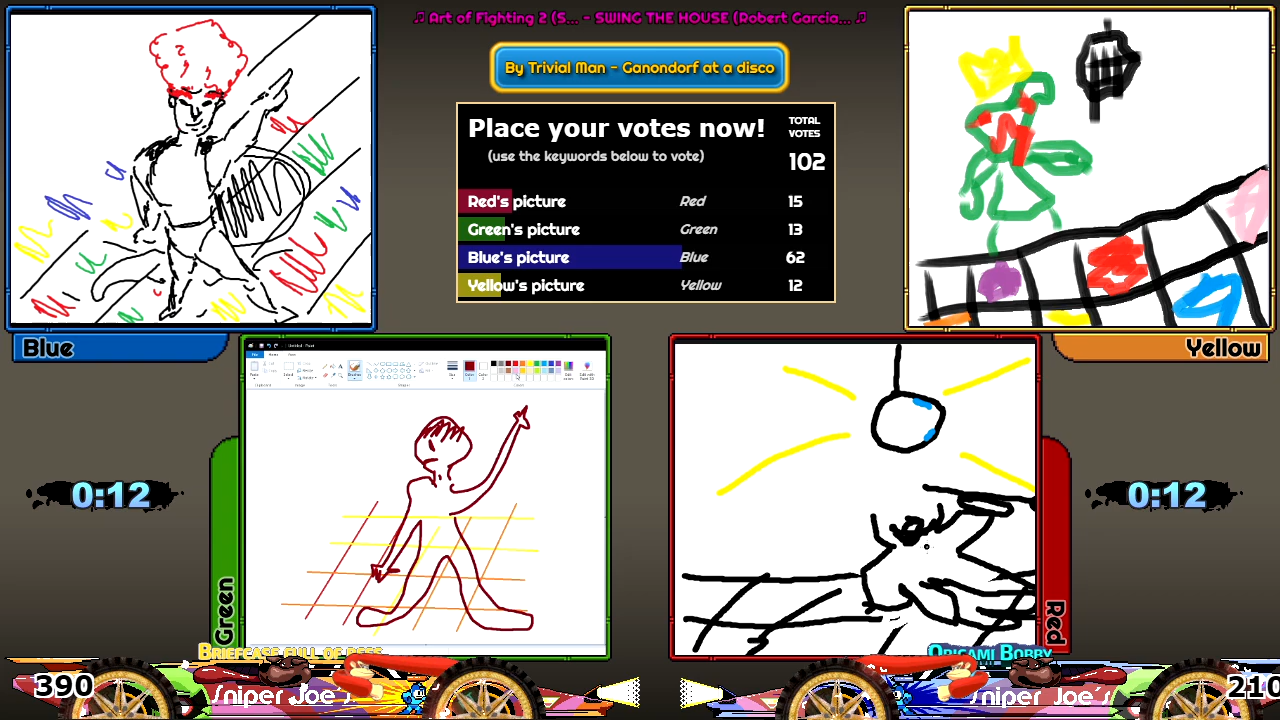 ♫ Art of Fighting 2 (S... - SWING THE HOUSE (Robert Garcia... ♫
By Trivial Man - Ganondorf at a disco
Place your votes now!
TOTAL VOTES
(use the keywords below to vote)
102
Red's picture Red 15
Green's picture Green 13
Blue's picture Blue 62
Yellow's picture Yellow 12
Blue
Yellow
0:12
0:12
Green
Red
Briefcase full of bees
Origami Bobby
390
Sniper Joe's
Sniper Joe's
210